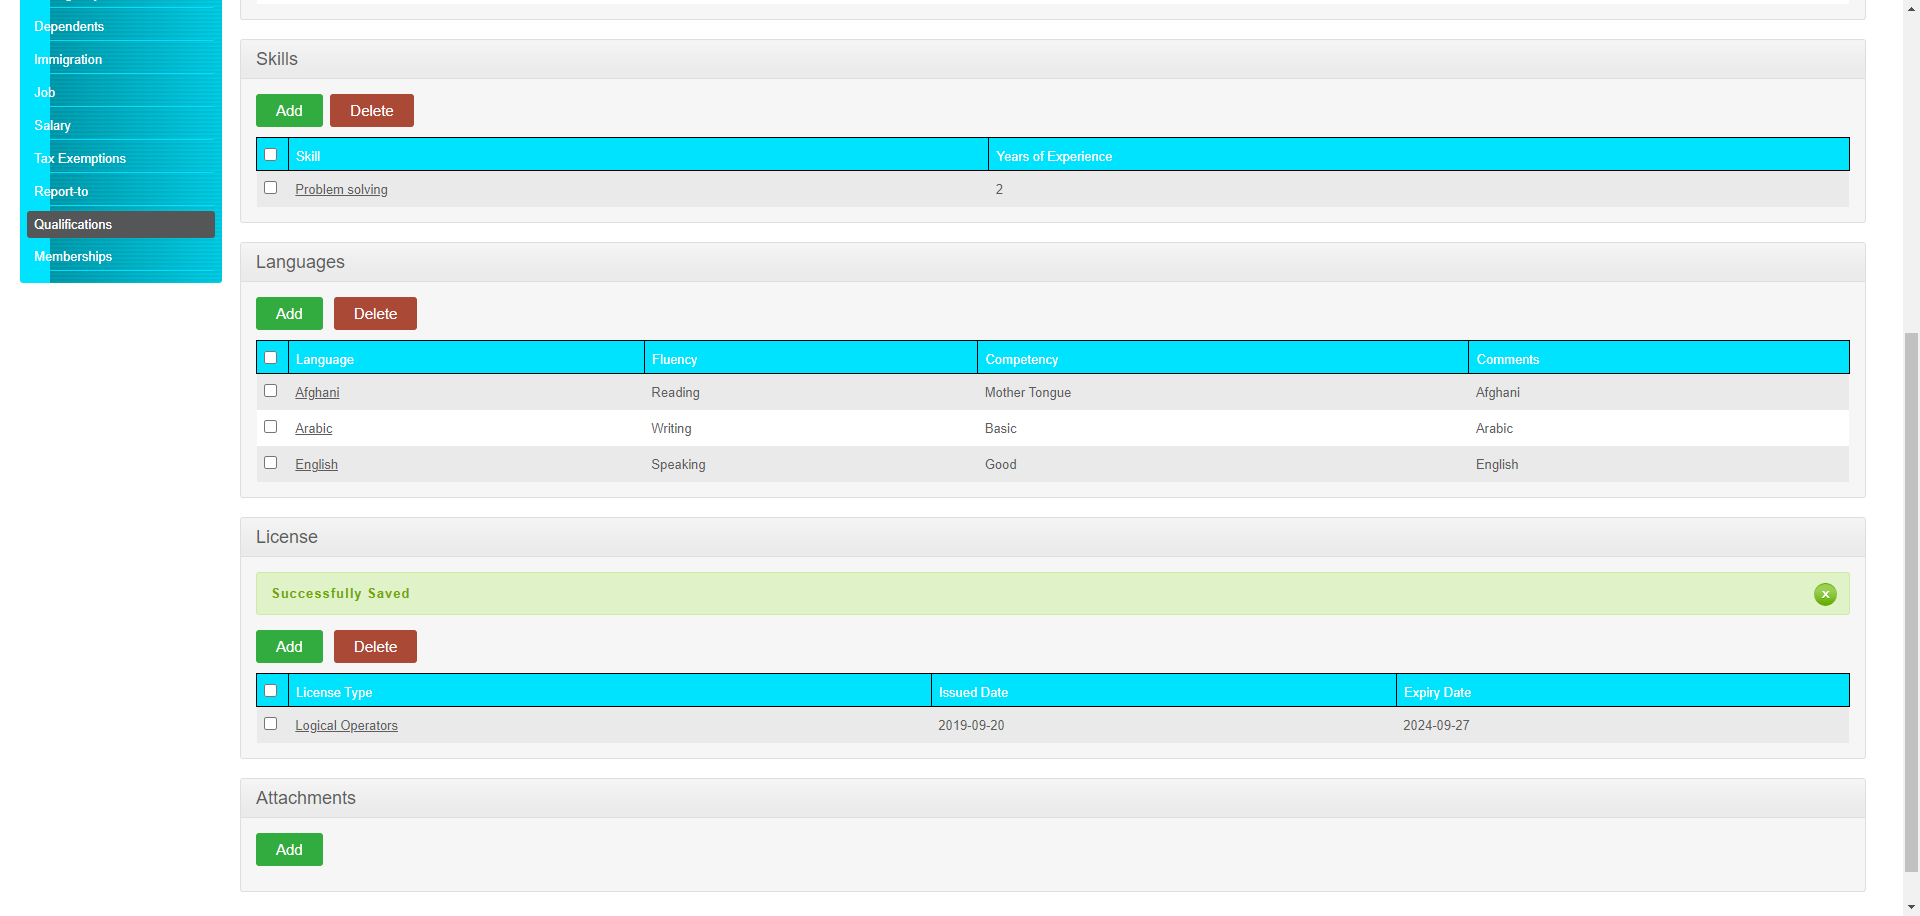 Dependents
Immigration
Job
Salary
Tax Exemptions
Report-to
Qualifications
Memberships
Skills
Add Delete
Skill Years of Experience
Problem solving 2
Languages
Add Delete
Language Fluency Competency Comments
Afghani Reading Mother Tongue Afghani
Arabic Writing Basic Arabic
English Speaking Good English
License
Successfully Saved x
Add Delete
License Type Issued Date Expiry Date
Logical Operators 2019-09-20 2024-09-27
Attachments
Add